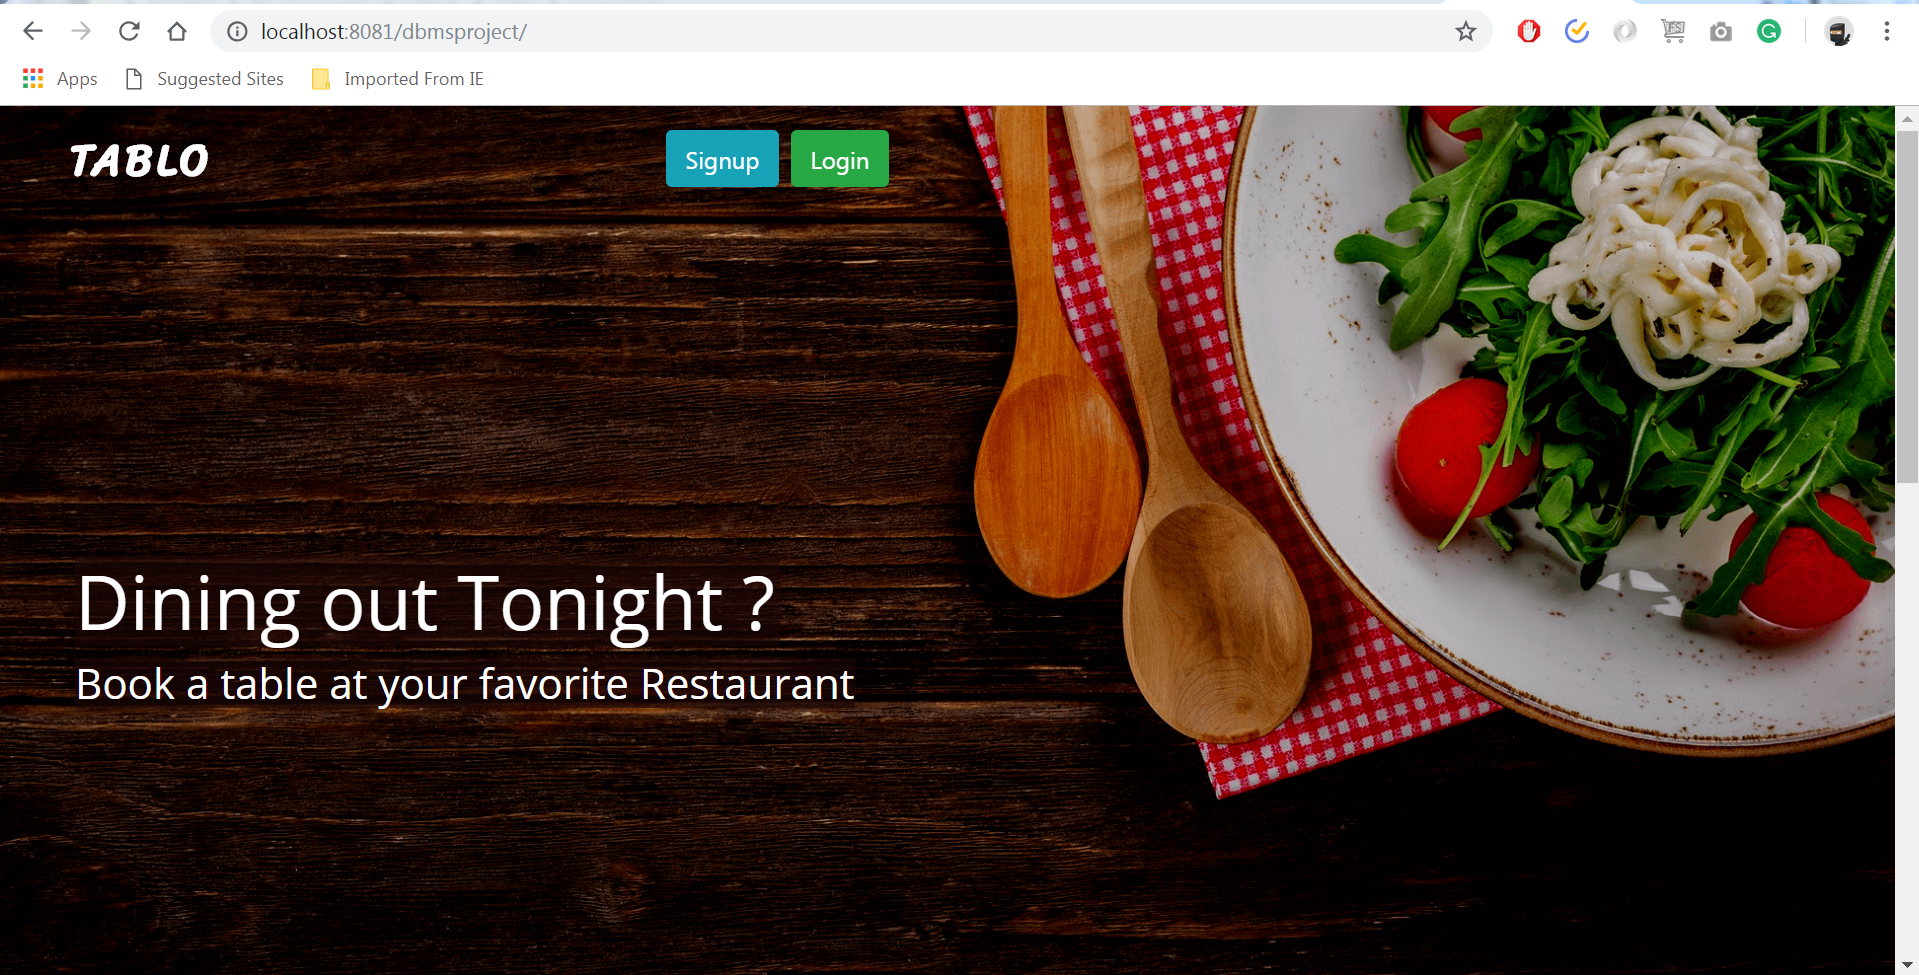 localhost:8081/dbmsproject/
Apps Suggested Sites Imported From IE
TABLO Signup Login
Dining out Tonight ?
Book a table at your favorite Restaurant